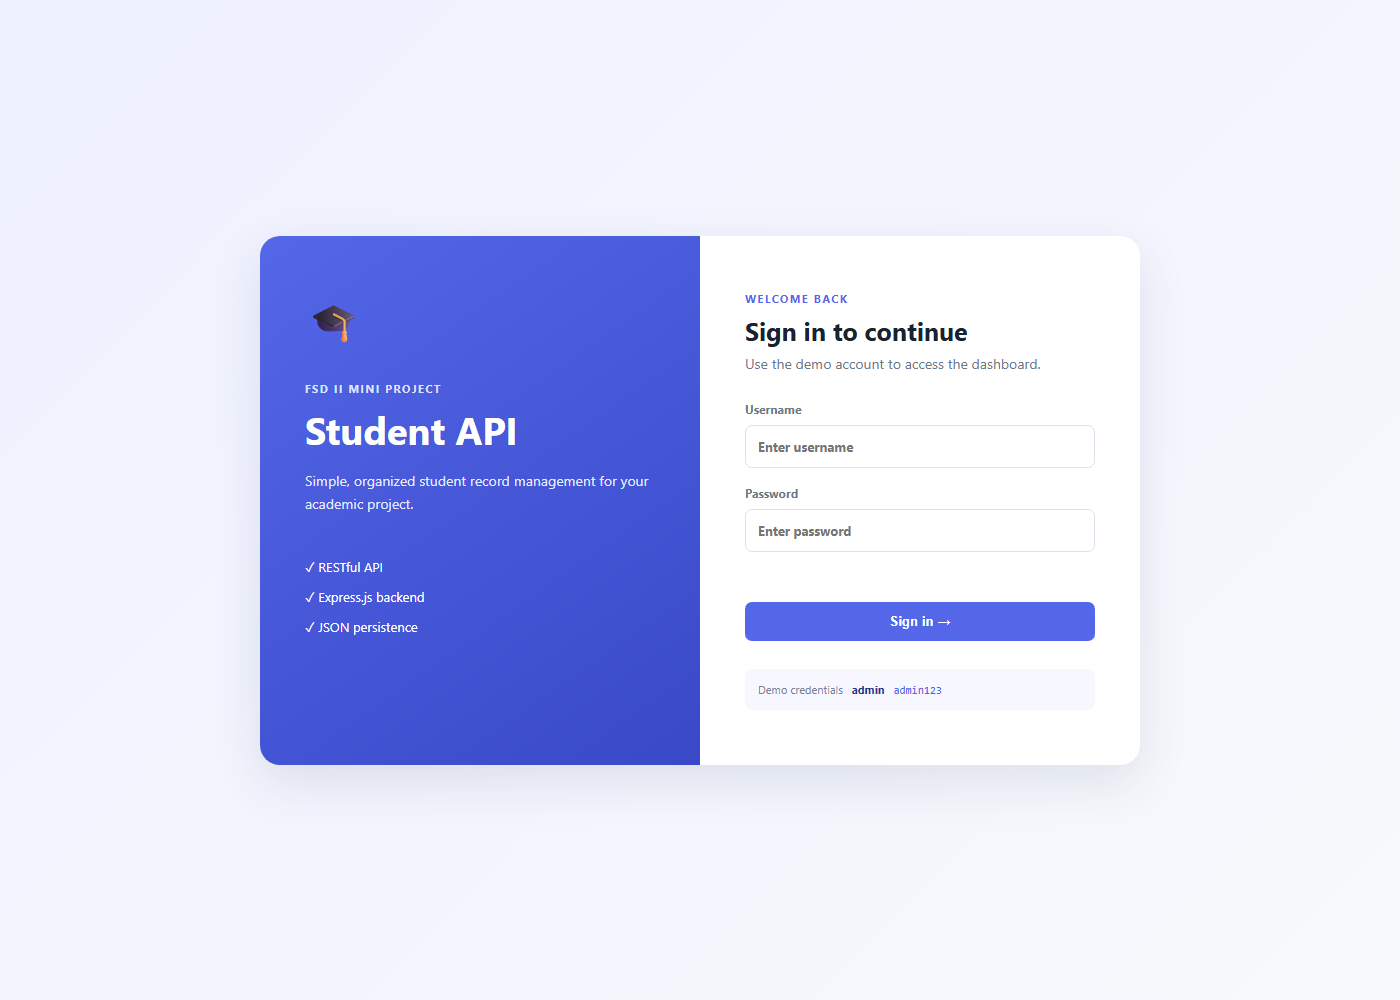 FSD II MINI PROJECT
Student API
Simple, organized student record management for your
academic project.
✓ RESTful API
✓ Express.js backend
✓ JSON persistence
WELCOME BACK
Sign in to continue
Use the demo account to access the dashboard.
Username
Enter username
Password
Enter password
Sign in →
Demo credentials admin admin123